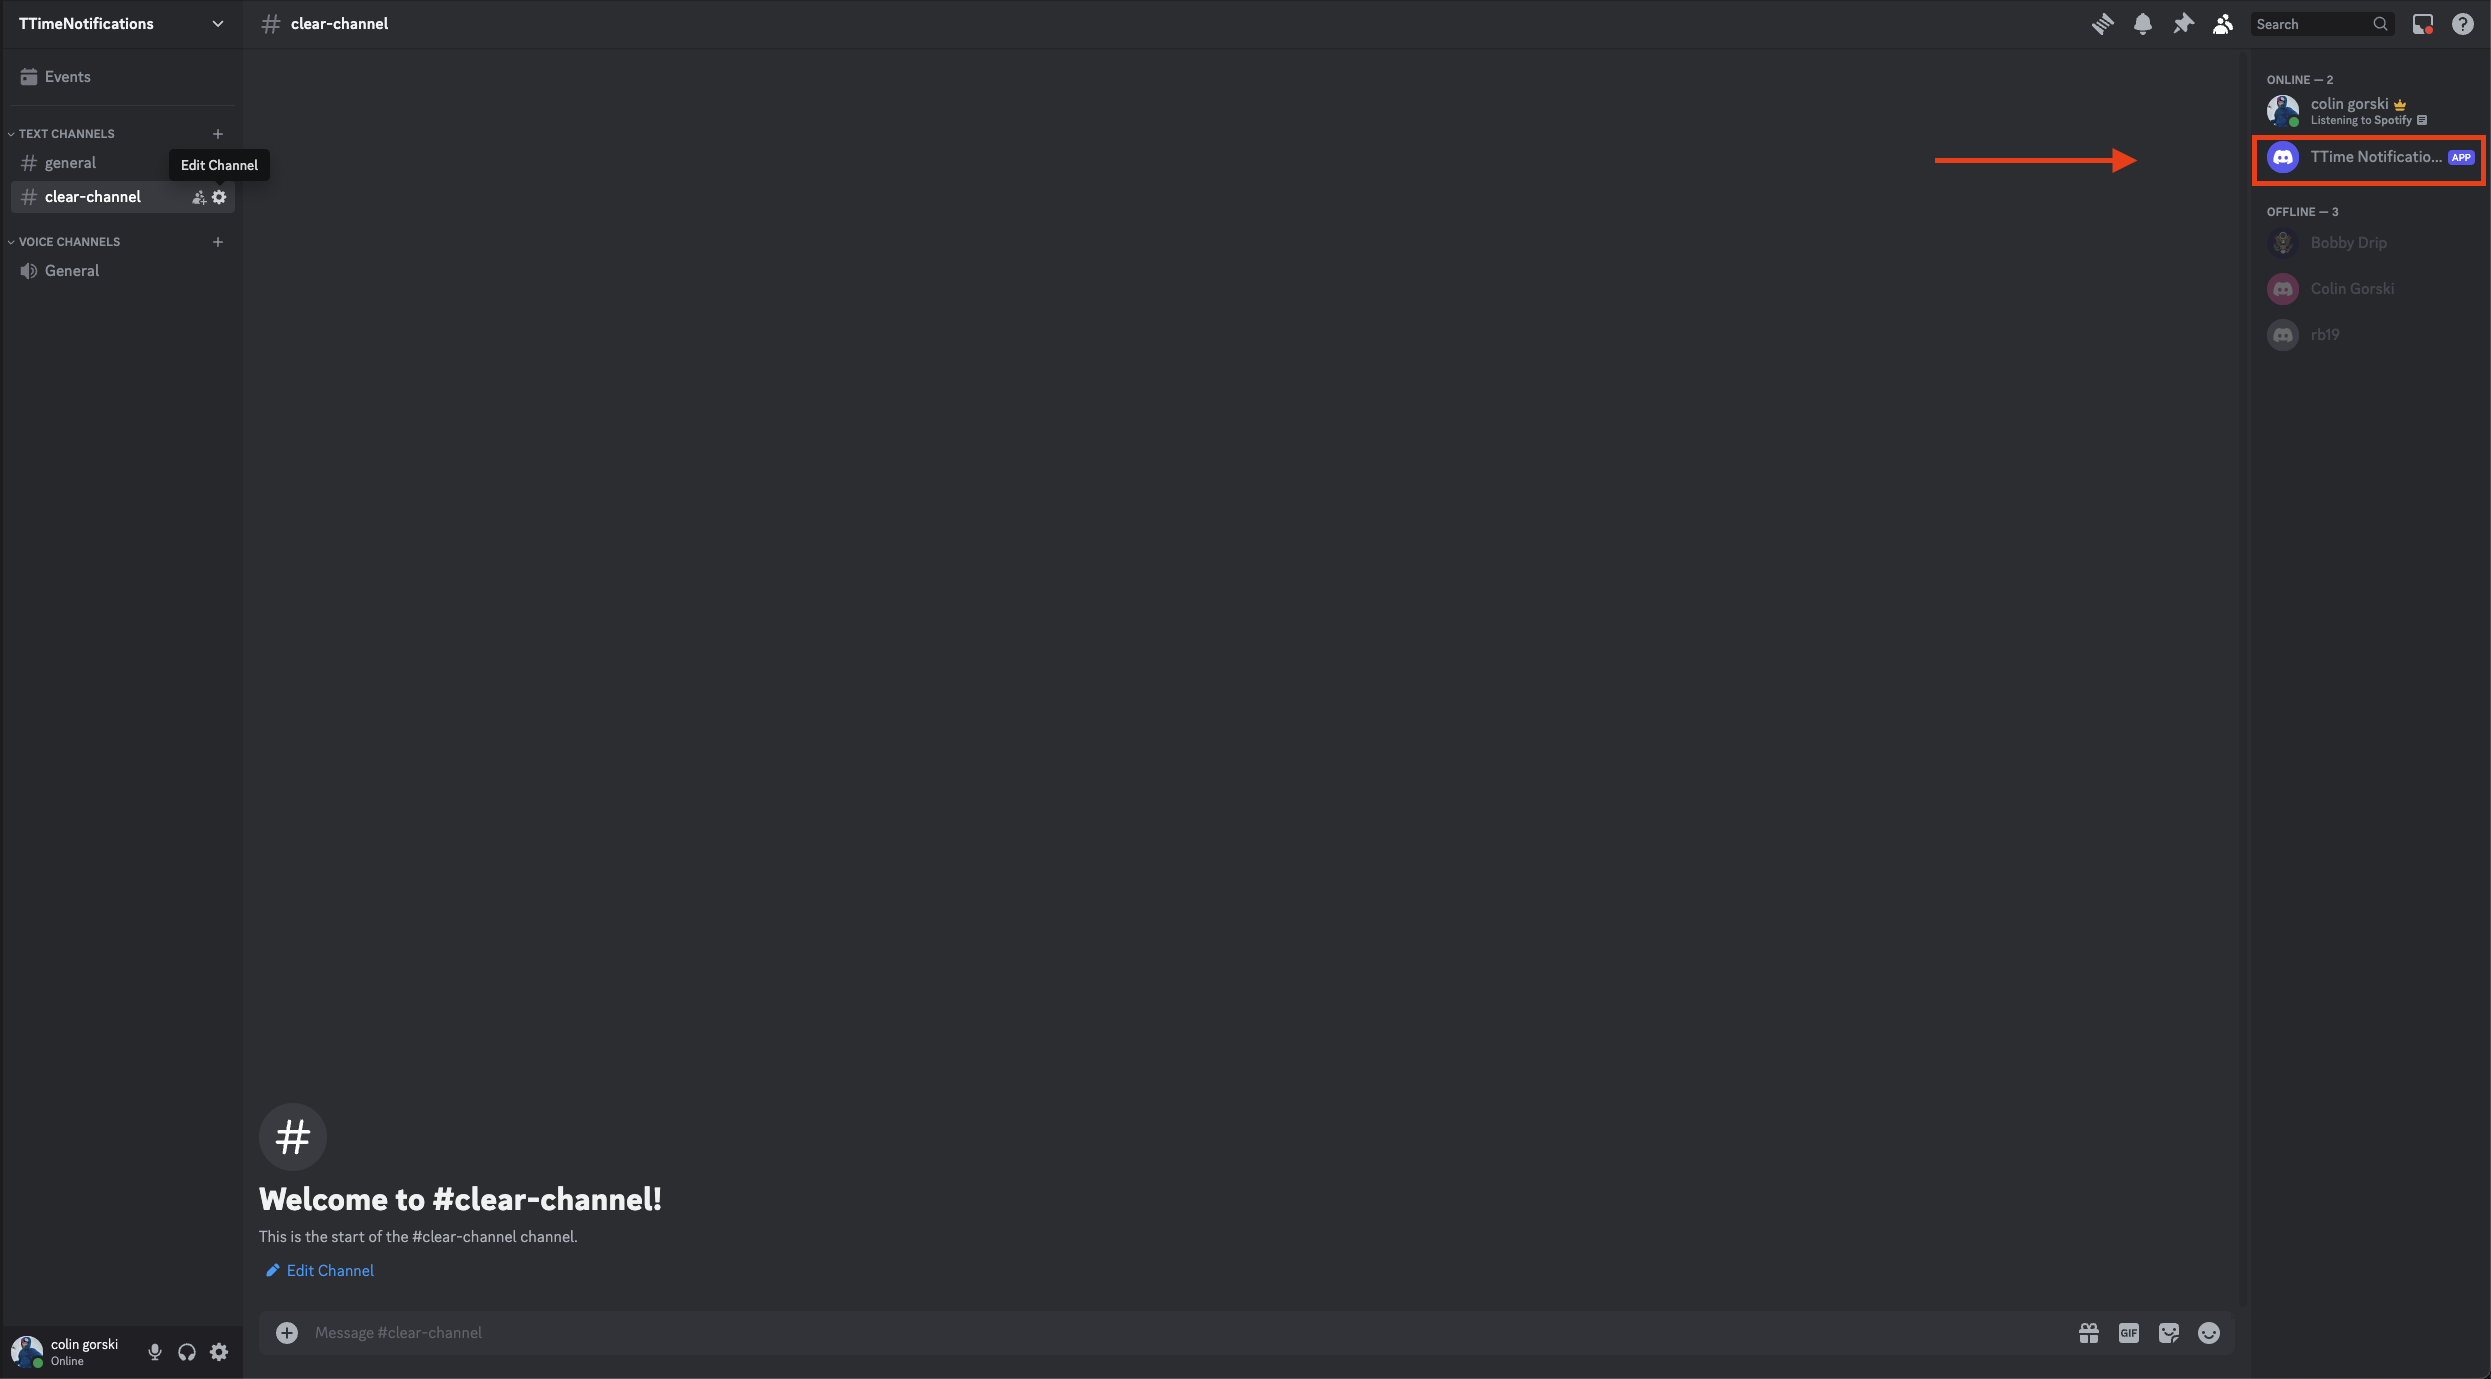 TTimeNotifications
Events
TEXT CHANNELS
general
Edit Channel
clear-channel
VOICE CHANNELS
General
colin gorski
Online
clear-channel
Search
Welcome to #clear-channel!
This is the start of the #clear-channel channel.
Edit Channel
Message #clear-channel
GIF
ONLINE — 2
colin gorski
Listening to Spotify
TTime Notificatio... APP
OFFLINE — 3
Bobby Drip
Colin Gorski
rb19